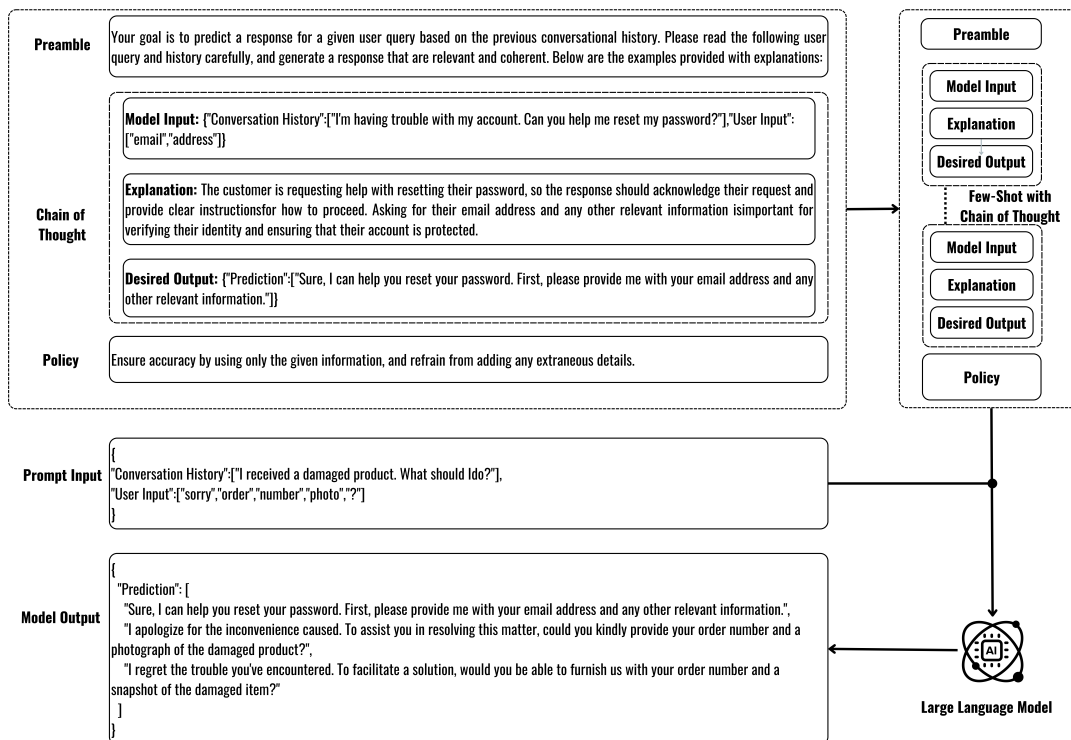 Preamble
Your goal is to predict a response for a given user query based on the previous conversational history. Please read the following user
query and history carefully, and generate a response that are relevant and coherent. Below are the examples provided with explanations:
Chain of
Thought
Model Input: {"Conversation History":["I'm having trouble with my account. Can you help me reset my password?"],"User Input":
["email","address"]}
Explanation: The customer is requesting help with resetting their password, so the response should acknowledge their request and
provide clear instructionsfor how to proceed. Asking for their email address and any other relevant information isimportant for
verifying their identity and ensuring that their account is protected.
Desired Output: {"Prediction":["Sure, I can help you reset your password. First, please provide me with your email address and any
other relevant information."]}
Policy
Ensure accuracy by using only the given information, and refrain from adding any extraneous details.
Preamble
Model Input
Explanation
Desired Output
Few-Shot with
Chain of Thought
Model Input
Explanation
Desired Output
Policy
Prompt Input
{
"Conversation History":["I received a damaged product. What should Ido?"],
"User Input":["sorry","order","number","photo","?"]
}
Model Output
{
"Prediction": [
"Sure, I can help you reset your password. First, please provide me with your email address and any other relevant information.",
"I apologize for the inconvenience caused. To assist you in resolving this matter, could you kindly provide your order number and a
photograph of the damaged product?",
"I regret the trouble you've encountered. To facilitate a solution, would you be able to furnish us with your order number and a
snapshot of the damaged item?"
]
}
AI
Large Language Model